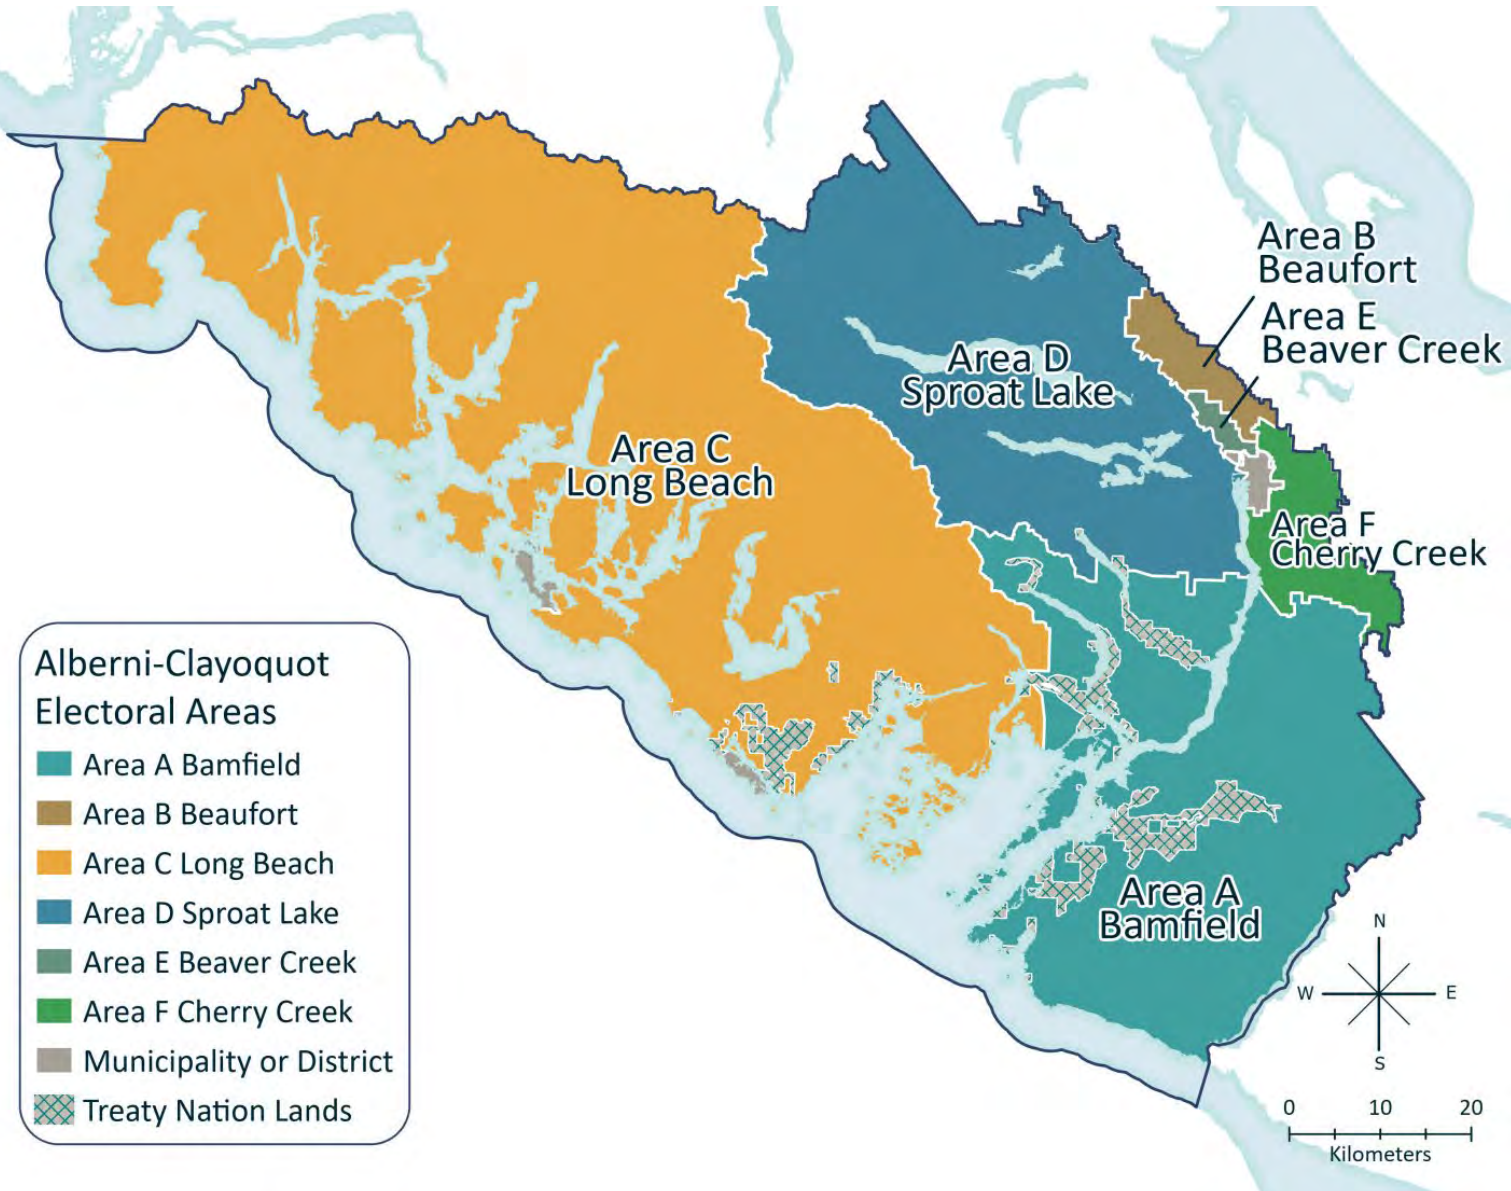 Area B
Beaufort
Area E
Beaver Creek
Area D
Sproat Lake
Area C
Long Beach
Area F
Cherry Creek
Area A
Bamfield
Alberni-Clayoquot
Electoral Areas
Area A Bamfield
Area B Beaufort
Area C Long Beach
Area D Sproat Lake
Area E Beaver Creek
Area F Cherry Creek
Municipality or District
Treaty Nation Lands
N
W E
S
0 10 20
Kilometers